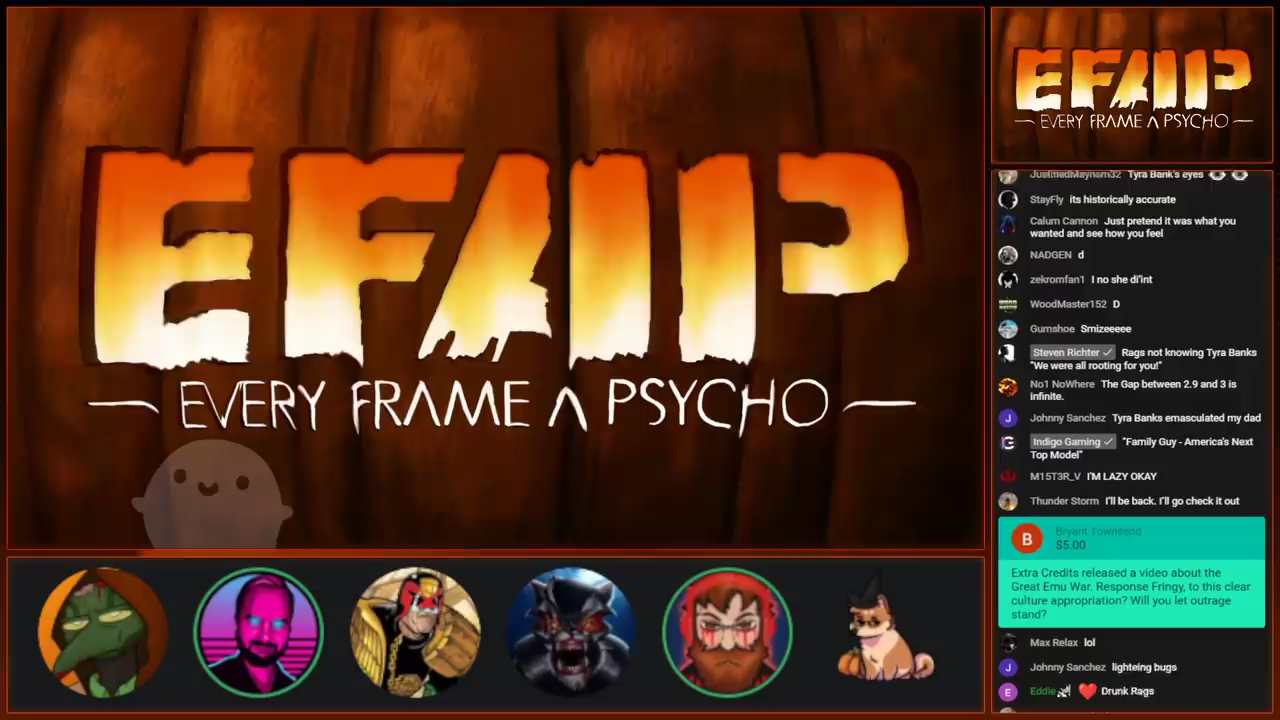 EFAIIP
EVERY FRAME A PSYCHO
EFAIIP
EVERY FRAME A PSYCHO
JustifiedMayhem32 Tyra Bank's eyes
StayFly its historically accurate
Calum Cannon Just pretend it was what you
wanted and see how you feel
NADGEN d
zekromfan1 I no she di'int
WoodMaster152 D
Gumshoe Smizeeeee
Steven Richter Rags not knowing Tyra Banks
"We were all rooting for you!"
No1 NoWhere The Gap between 2.9 and 3 is
infinite.
J Johnny Sanchez Tyra Banks emasculated my dad
Indigo Gaming "Family Guy - America's Next
Top Model"
M15T3R_V I'M LAZY OKAY
Thunder Storm I'll be back. I'll go check it out
B Bryant Townsend
$5.00
Extra Credits released a video about the
Great Emu War. Response Fringy, to this clear
culture appropriation? Will you let outrage
stand?
Max Relax lol
J Johnny Sanchez lighteing bugs
E Eddie Drunk Rags